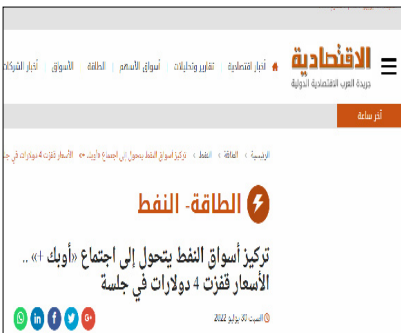 الاقتصادية
جريدة العرب الاقتصادية الدولية
أخبار اقتصادية | تقارير وتحليلات | أسواق الأسهم | الطاقة | الأسواق | أخبار الشركات
آخر ساعة
الرئيسية > الطاقة > النفط > تركيز أسواق النفط يتحول إلى اجتماع «أوبك +» .. الأسعار قفزت 4 دولارات في جلسة
الطاقة- النفط
تركيز أسواق النفط يتحول إلى اجتماع «أوبك +» ..
الأسعار قفزت 4 دولارات في جلسة
السبت 30 يوليو 2022